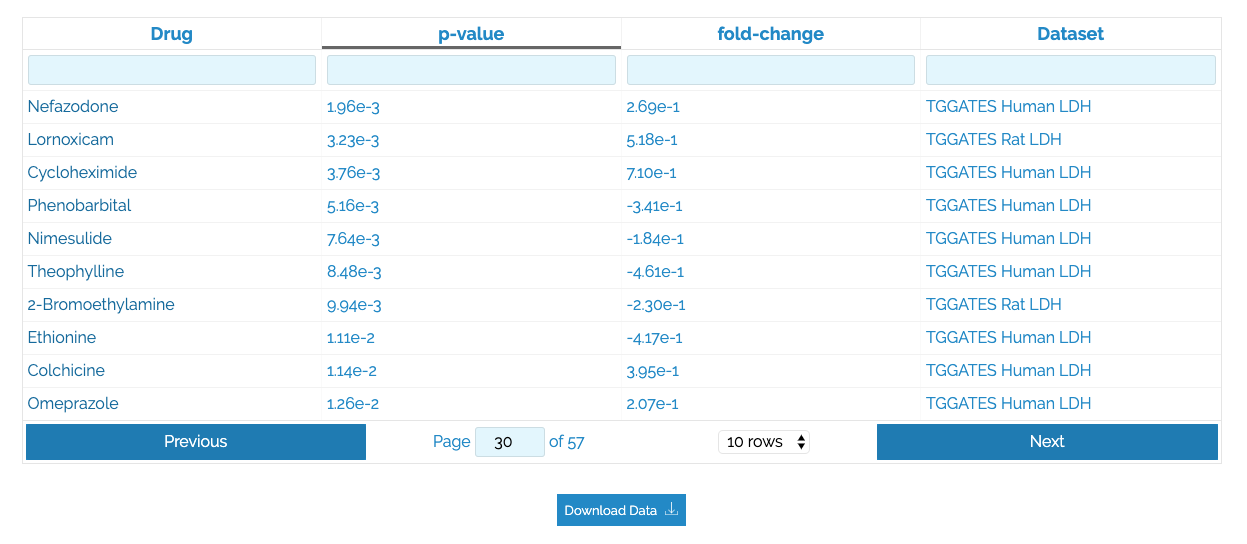 Drug p-value fold-change Dataset
Nefazodone 1.96e-3 2.69e-1 TGGATES Human LDH
Lornoxicam 3.23e-3 5.18e-1 TGGATES Rat LDH
Cycloheximide 3.76e-3 7.10e-1 TGGATES Human LDH
Phenobarbital 5.16e-3 -3.41e-1 TGGATES Human LDH
Nimesulide 7.64e-3 -1.84e-1 TGGATES Human LDH
Theophylline 8.48e-3 -4.61e-1 TGGATES Human LDH
2-Bromoethylamine 9.94e-3 -2.30e-1 TGGATES Rat LDH
Ethionine 1.11e-2 -4.17e-1 TGGATES Human LDH
Colchicine 1.14e-2 3.95e-1 TGGATES Human LDH
Omeprazole 1.26e-2 2.07e-1 TGGATES Human LDH
Previous Page 30 of 57 10 rows Next
Download Data